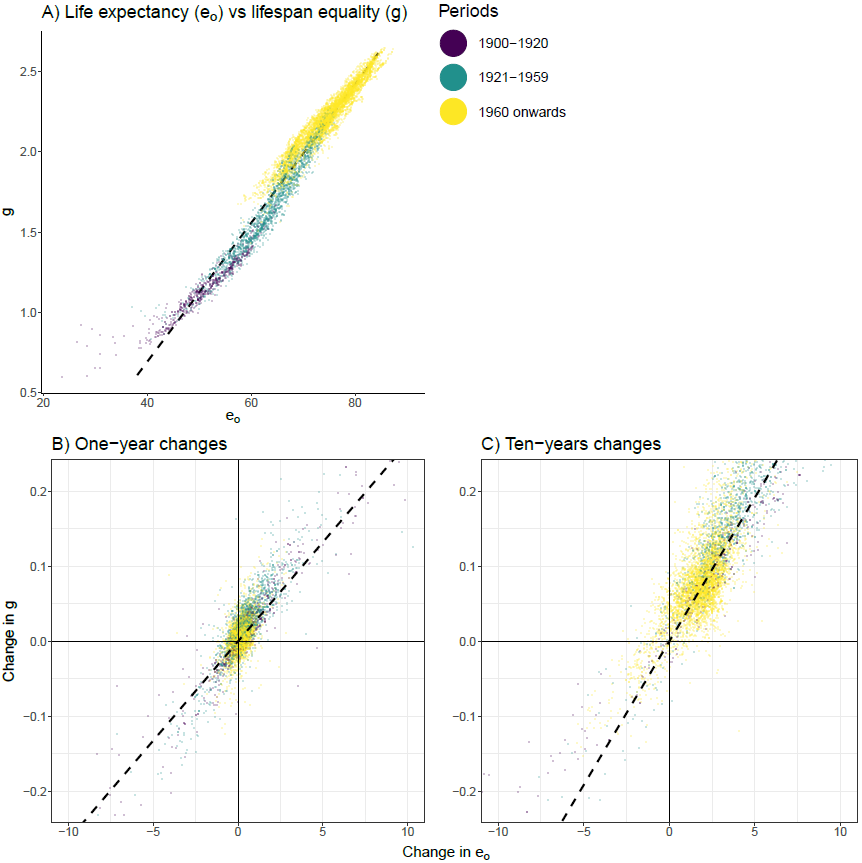 A) Life expectancy (eo) vs lifespan equality (g)
Periods
1900−1920
1921−1959
1960 onwards
g
2.5
2.0
1.5
1.0
0.5
20 40 60 80
eo
B) One−year changes
C) Ten−years changes
Change in g
0.2
0.1
0.0
−0.1
−0.2
−10 −5 0 5 10
0.2
0.1
0.0
−0.1
−0.2
−10 −5 0 5 10
Change in eo